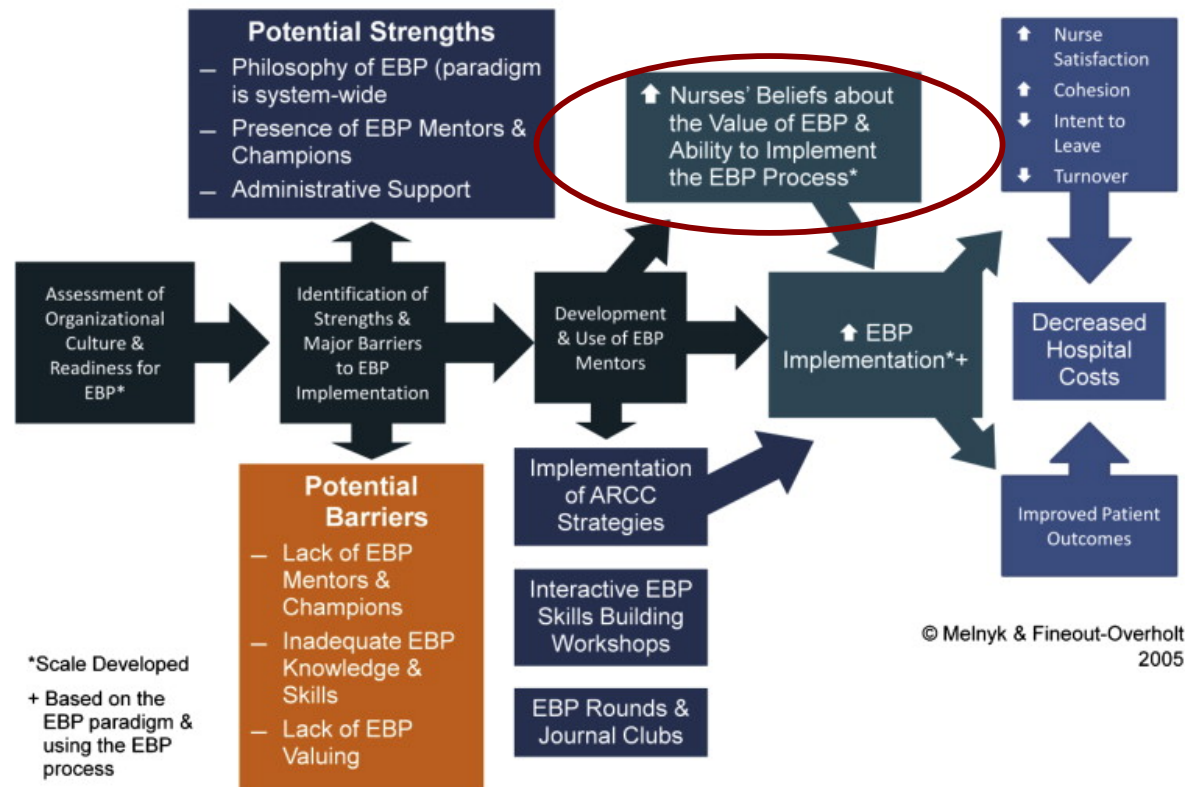 Potential Strengths
– Philosophy of EBP (paradigm
is system-wide
– Presence of EBP Mentors &
Champions
– Administrative Support
⬆ Nurses' Beliefs about
the Value of EBP &
Ability to Implement
the EBP Process*
⬆ Nurse
Satisfaction
⬆ Cohesion
⬇ Intent to
Leave
⬇ Turnover
Assessment of
Organizational
Culture &
Readiness for
EBP*
Identification of
Strengths &
Major Barriers
to EBP
Implementation
Development
& Use of EBP
Mentors
⬆ EBP
Implementation*+
Decreased
Hospital
Costs
Potential
Barriers
– Lack of EBP
Mentors &
Champions
– Inadequate EBP
Knowledge &
Skills
– Lack of EBP
Valuing
Implementation
of ARCC
Strategies
Interactive EBP
Skills Building
Workshops
EBP Rounds &
Journal Clubs
Improved Patient
Outcomes
© Melnyk & Fineout-Overholt
2005
*Scale Developed
+ Based on the
EBP paradigm &
using the EBP
process